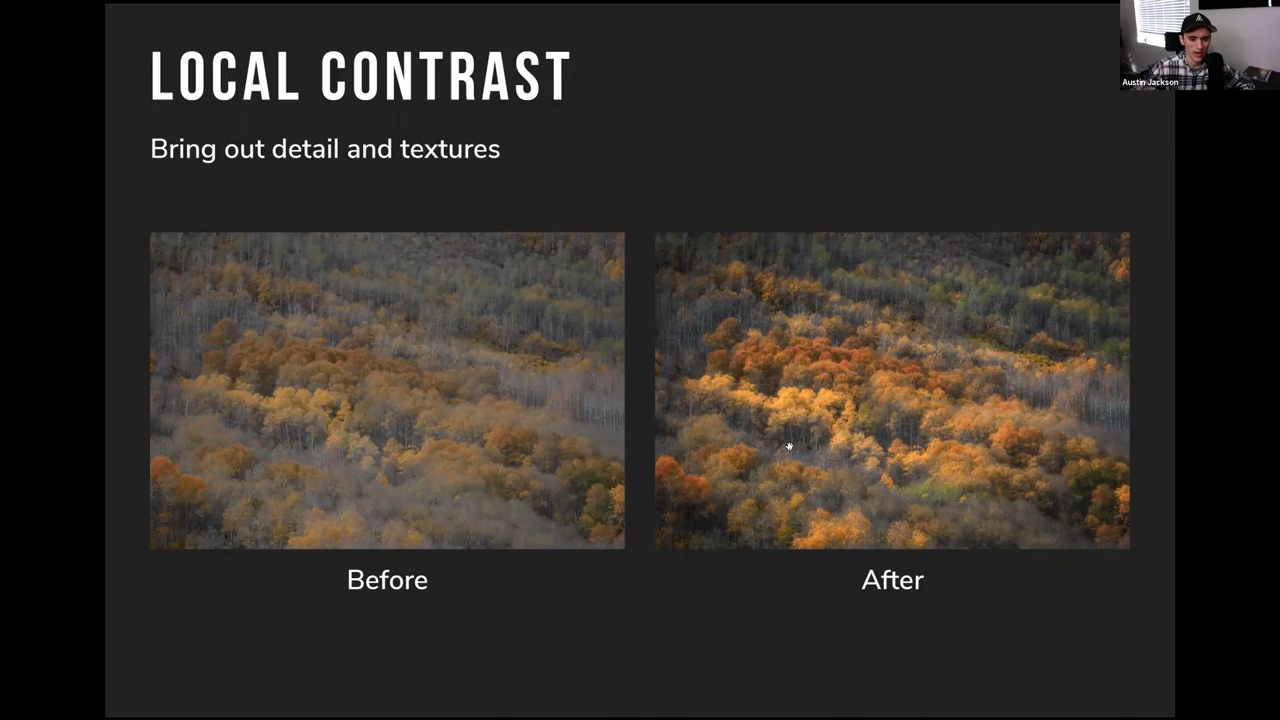 LOCAL CONTRAST
Bring out detail and textures
Before
After
Austin Jackson